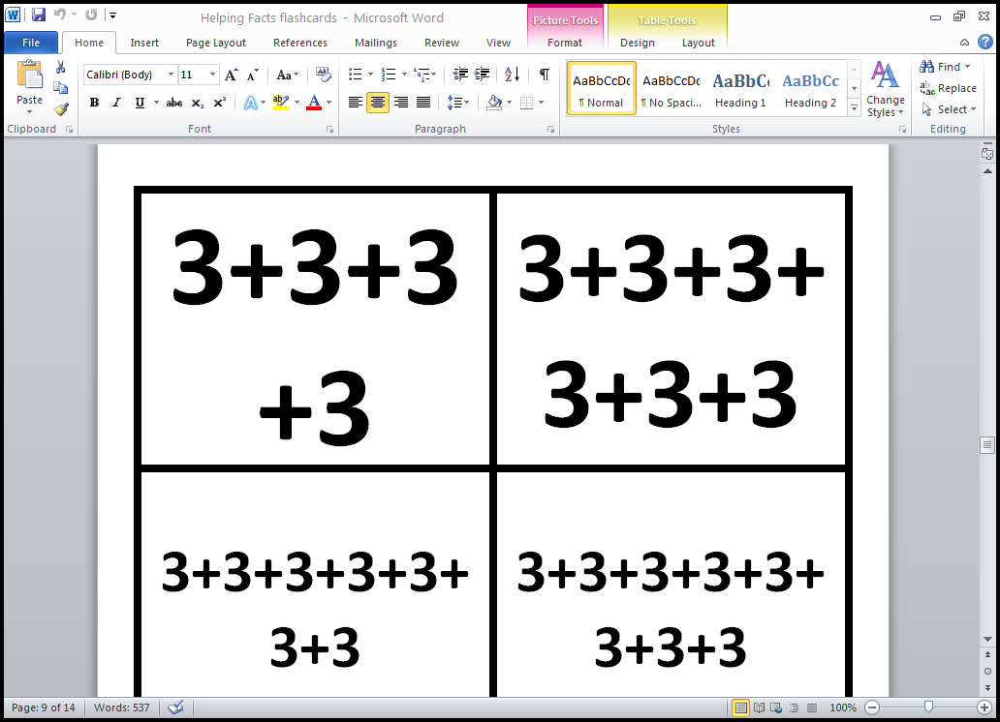 Helping Facts flashcards - Microsoft Word
Picture Tools
Table Tools
File Home Insert Page Layout References Mailings Review View Format Design Layout
Paste
Calibri (Body) 11
AaBbCcDc AaBbCcDc AaBbC AaBbCc
¶ Normal ¶ No Spaci... Heading 1 Heading 2
Change Styles
Find
Replace
Select
Clipboard Font Paragraph Styles Editing
3+3+3
+3
3+3+3+
3+3+3
3+3+3+3+3+
3+3
3+3+3+3+3+
3+3+3
Page: 9 of 14 Words: 537 100%